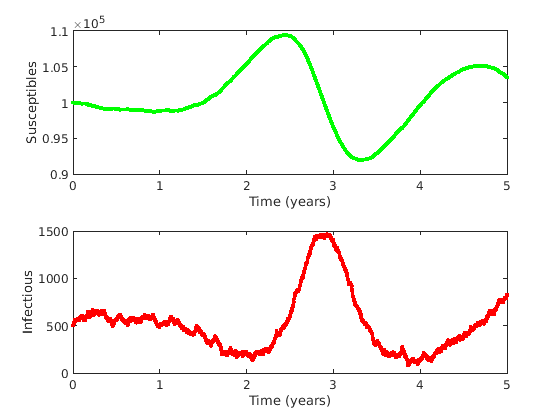 ×10⁵
1.1
1.05
1
0.95
0.9
Susceptibles
0 1 2 3 4 5
Time (years)
1500
1000
500
0
Infectious
0 1 2 3 4 5
Time (years)